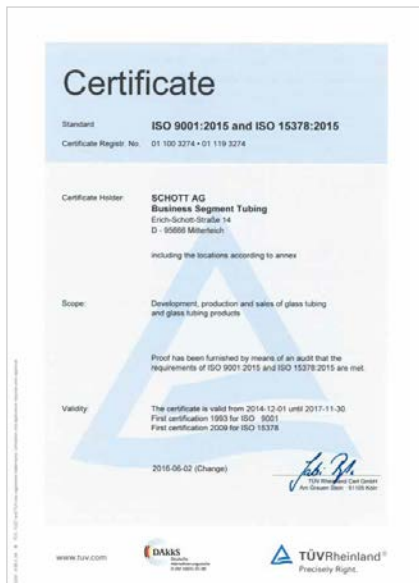 Certificate
Standard ISO 9001:2015 and ISO 15378:2015
Certificate Registr. No. 01 100 3274 • 01 119 3274
Certificate Holder: SCHOTT AG
Business Segment Tubing
Erich-Schott-Straße 14
D - 95666 Mitterteich
including the locations according to annex
Scope: Development, production and sales of glass tubing
and glass tubing products
Proof has been furnished by means of an audit that the
requirements of ISO 9001:2015 and ISO 15378:2015 are met.
Validity: The certificate is valid from 2014-12-01 until 2017-11-30.
First certification 1993 for ISO 9001
First certification 2009 for ISO 15378
2016-06-02 (Change)
TÜV Rheinland Cert GmbH
Am Grauen Stein · 51105 Köln
www.tuv.com
DAkkS
Deutsche
Akkreditierungsstelle
TÜVRheinland®
Precisely Right.